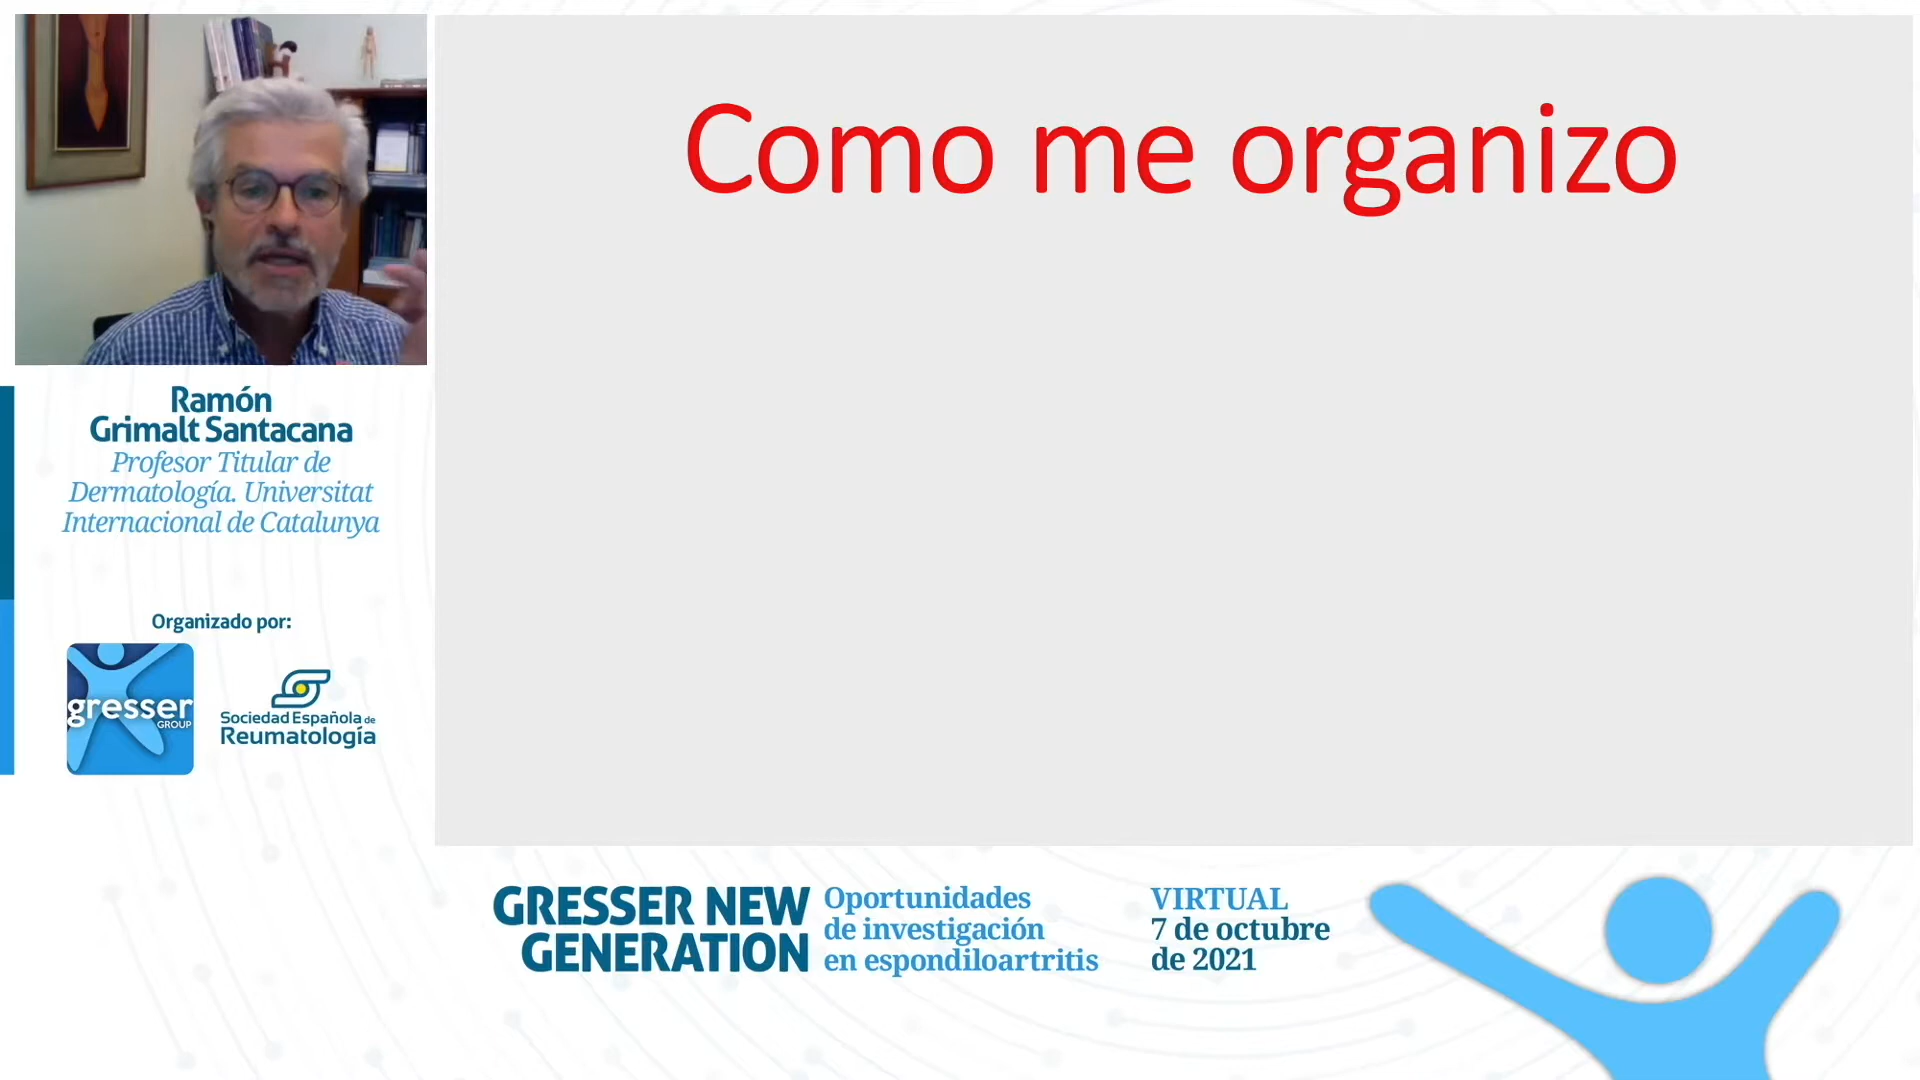 Como me organizo
Ramón
Grimalt Santacana
Profesor Titular de
Dermatología. Universitat
Internacional de Catalunya
Organizado por:
gresser
GROUP
Sociedad Española de
Reumatología
GRESSER NEW
GENERATION
Oportunidades
de investigación
en espondiloartritis
VIRTUAL
7 de octubre
de 2021